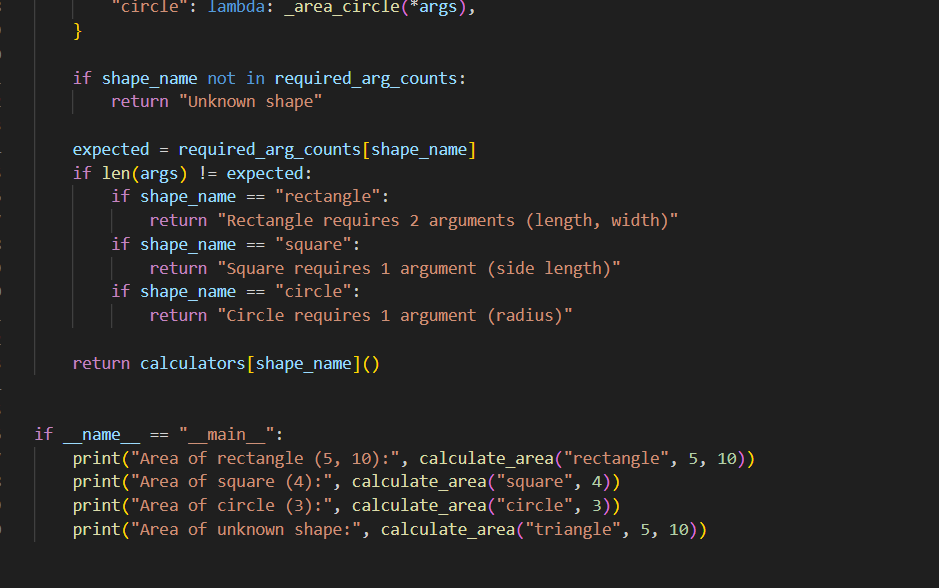 "circle": lambda: _area_circle(*args),
}
if shape_name not in required_arg_counts:
return "Unknown shape"
expected = required_arg_counts[shape_name]
if len(args) != expected:
if shape_name == "rectangle":
return "Rectangle requires 2 arguments (length, width)"
if shape_name == "square":
return "Square requires 1 argument (side length)"
if shape_name == "circle":
return "Circle requires 1 argument (radius)"
return calculators[shape_name]()
if __name__ == "__main__":
print("Area of rectangle (5, 10):", calculate_area("rectangle", 5, 10))
print("Area of square (4):", calculate_area("square", 4))
print("Area of circle (3):", calculate_area("circle", 3))
print("Area of unknown shape:", calculate_area("triangle", 5, 10))